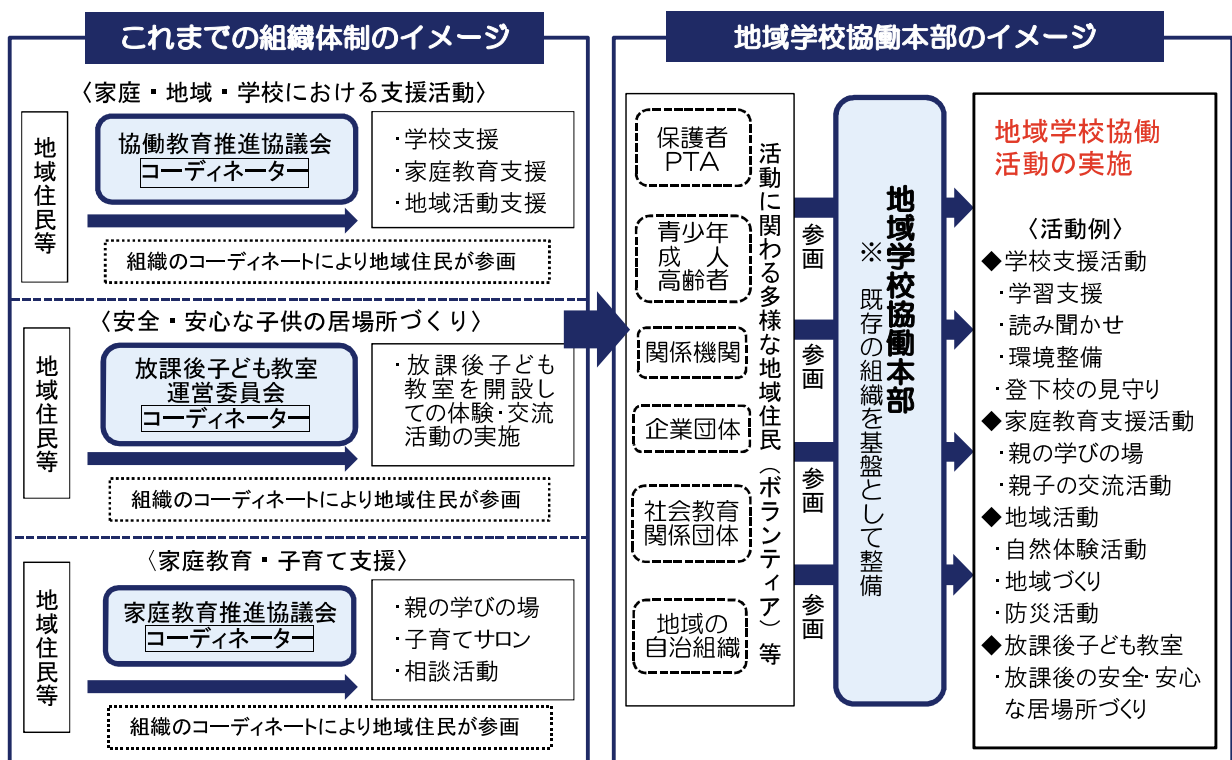 これまでの組織体制のイメージ
〈家庭・地域・学校における支援活動〉
地域住民等
協働教育推進協議会
コーディネーター
・学校支援
・家庭教育支援
・地域活動支援
組織のコーディネートにより地域住民が参画
〈安全・安心な子供の居場所づくり〉
地域住民等
放課後子ども教室
運営委員会
コーディネーター
・放課後子ども
教室を開設し
ての体験・交流
活動の実施
組織のコーディネートにより地域住民が参画
〈家庭教育・子育て支援〉
地域住民等
家庭教育推進協議会
コーディネーター
・親の学びの場
・子育てサロン
・相談活動
組織のコーディネートにより地域住民が参画
地域学校協働本部のイメージ
保護者
PTA
青少年
成人
高齢者
関係機関
企業団体
社会教育
関係団体
地域の
自治組織
活動に関わる多様な地域住民（ボランティア）等
参画
参画
参画
参画
地域学校協働本部
※既存の組織を基盤として整備
地域学校協働
活動の実施
〈活動例〉
◆学校支援活動
・学習支援
・読み聞かせ
・環境整備
・登下校の見守り
◆家庭教育支援活動
・親の学びの場
・親子の交流活動
◆地域活動
・自然体験活動
・地域づくり
・防災活動
◆放課後子ども教室
・放課後の安全・安心
な居場所づくり